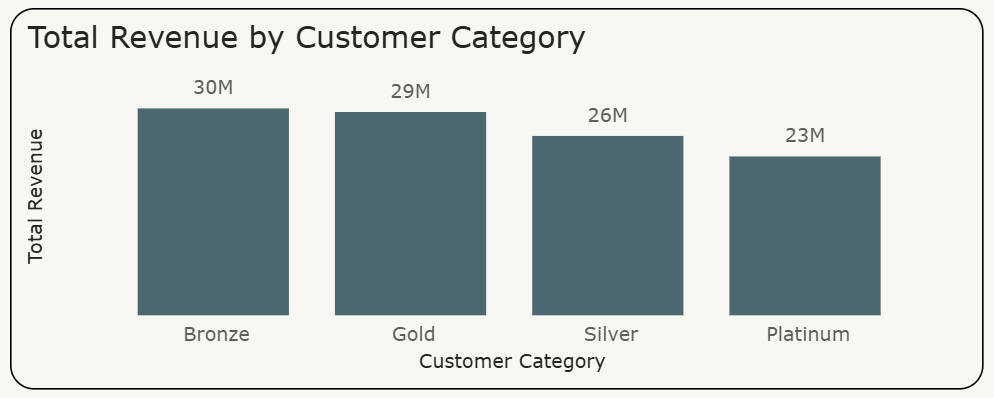 Total Revenue by Customer Category
30M
29M
26M
23M
Total Revenue
Bronze
Gold
Silver
Platinum
Customer Category